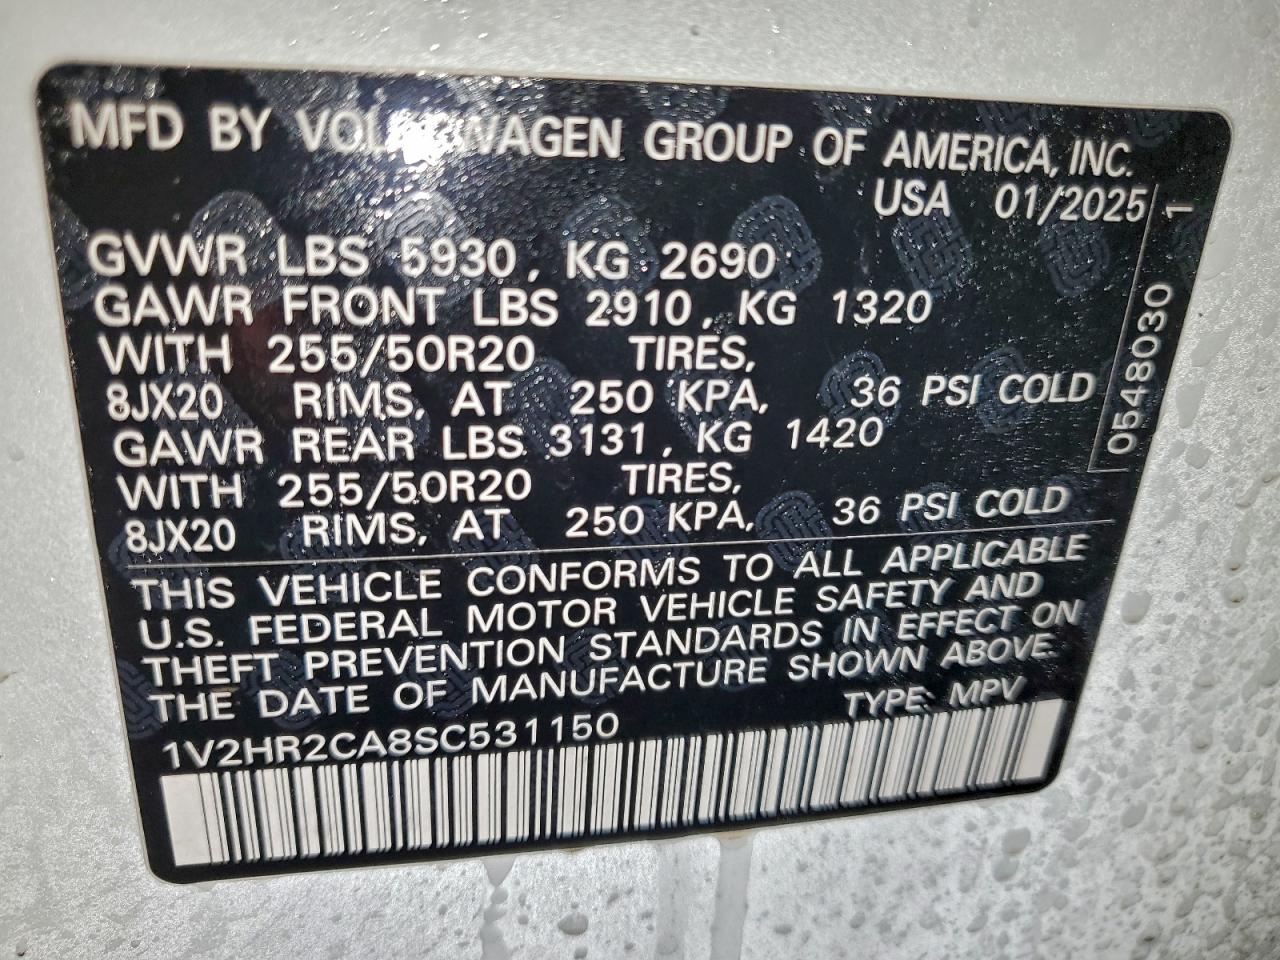 MFD BY VOLKSWAGEN GROUP OF AMERICA, INC.
USA 01/2025
GVWR LBS 5930, KG 2690
GAWR FRONT LBS 2910, KG 1320
WITH 255/50R20 TIRES,
8JX20 RIMS, AT 250 KPA, 36 PSI COLD
GAWR REAR LBS 3131, KG 1420
WITH 255/50R20 TIRES,
8JX20 RIMS, AT 250 KPA, 36 PSI COLD
THIS VEHICLE CONFORMS TO ALL APPLICABLE
U.S. FEDERAL MOTOR VEHICLE SAFETY AND
THEFT PREVENTION STANDARDS IN EFFECT ON
THE DATE OF MANUFACTURE SHOWN ABOVE.
TYPE: MPV
1V2HR2CA8SC531150
0548030 1